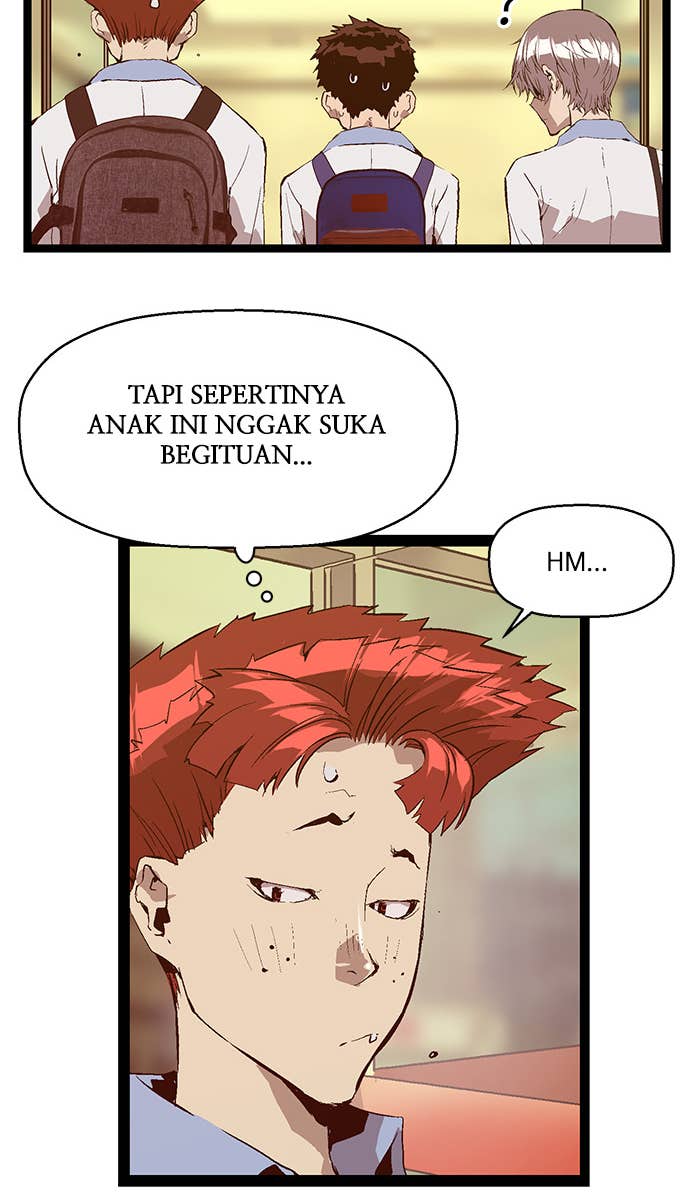 ?
TAPI SEPERTINYA
ANAK INI NGGAK SUKA
BEGITUAN...
HM...